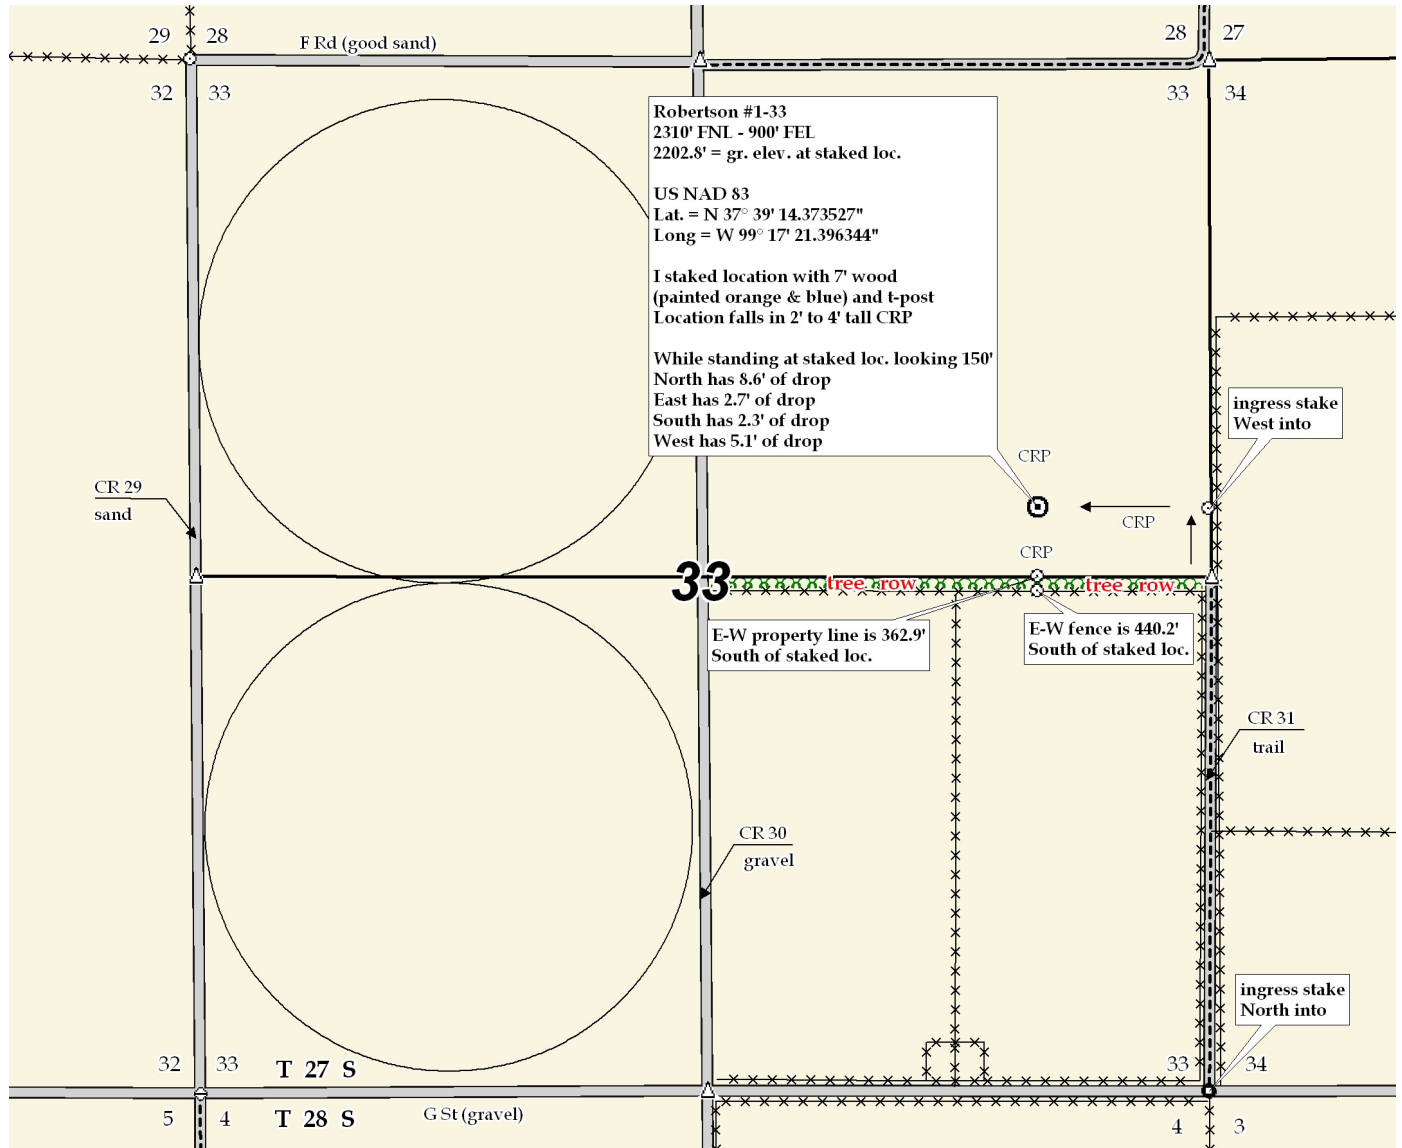 29 28
F Rd (good sand)
28 27
32 33
33 34
Robertson #1-33
2310' FNL - 900' FEL
2202.8' = gr. elev. at staked loc.
US NAD 83
Lat. = N 37° 39' 14.373527"
Long = W 99° 17' 21.396344"
I staked location with 7' wood
(painted orange & blue) and t-post
Location falls in 2' to 4' tall CRP
While standing at staked loc. looking 150'
North has 8.6' of drop
East has 2.7' of drop
South has 2.3' of drop
West has 5.1' of drop
ingress stake
West into
CRP
CR 29
sand
CRP
CRP
33
tree row
tree row
E-W property line is 362.9'
South of staked loc.
E-W fence is 440.2'
South of staked loc.
CR 31
trail
CR 30
gravel
ingress stake
North into
32 33
T 27 S
33 34
5 4
T 28 S
G St (gravel)
4 3